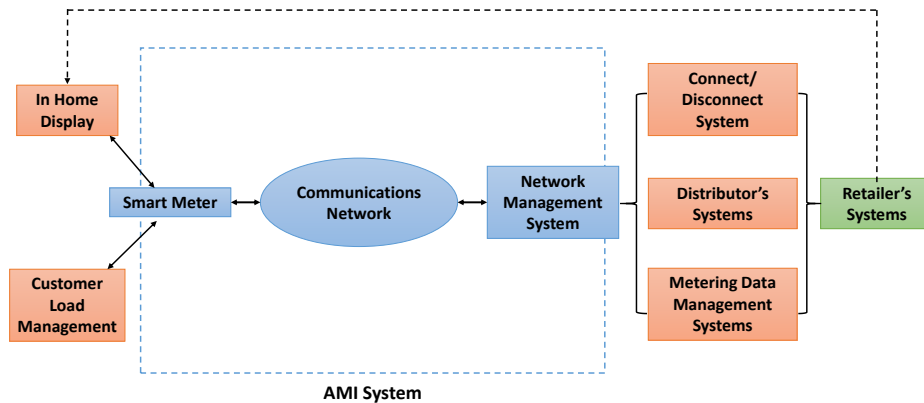 In Home
Display
Smart Meter
Customer
Load
Management
Communications
Network
Network
Management
System
Connect/
Disconnect
System
Distributor's
Systems
Metering Data
Management
Systems
Retailer's
Systems
AMI System